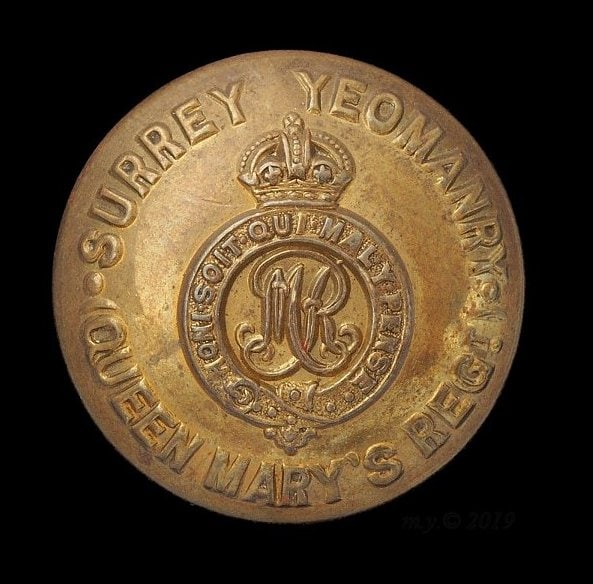 SURREY YEOMANRY
QUEEN MARY'S REGT
HONI·SOIT·QUI·MAL·Y·PENSE
MR
m.y.© 2019